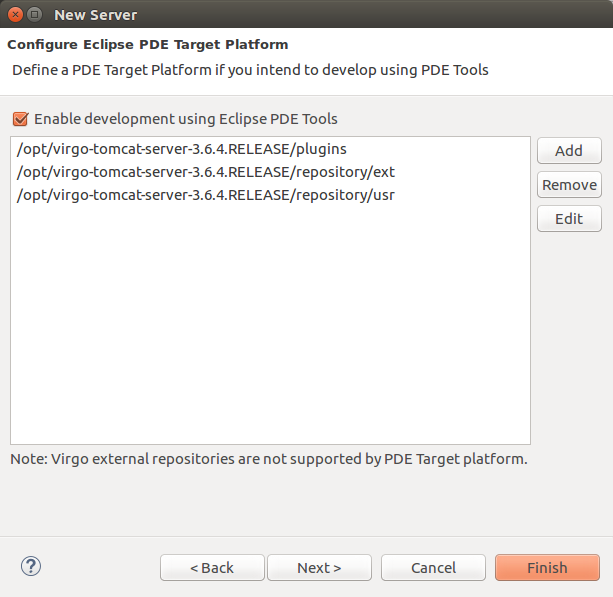 New Server
Configure Eclipse PDE Target Platform
Define a PDE Target Platform if you intend to develop using PDE Tools
Enable development using Eclipse PDE Tools
/opt/virgo-tomcat-server-3.6.4.RELEASE/plugins
/opt/virgo-tomcat-server-3.6.4.RELEASE/repository/ext
/opt/virgo-tomcat-server-3.6.4.RELEASE/repository/usr
Add
Remove
Edit
Note: Virgo external repositories are not supported by PDE Target platform.
?
< Back
Next >
Cancel
Finish